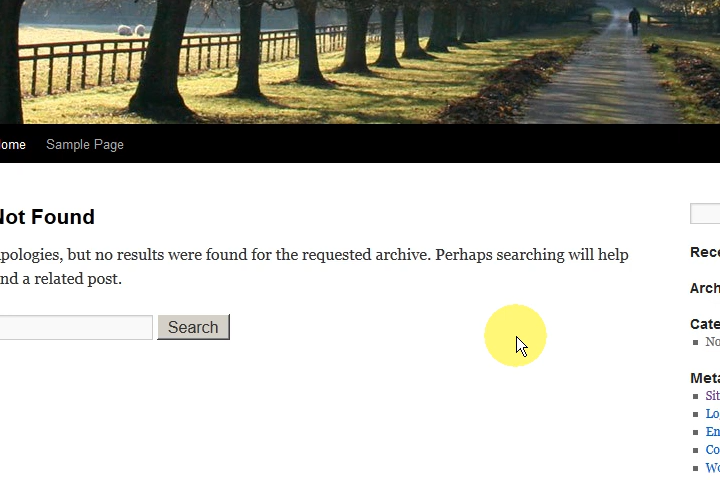 ome
Sample Page
Not Found
pologies, but no results were found for the requested archive. Perhaps searching will help
nd a related post.
Search
Rece
Arch
Cate
No
Meta
Sit
Lo
En
Co
Wo